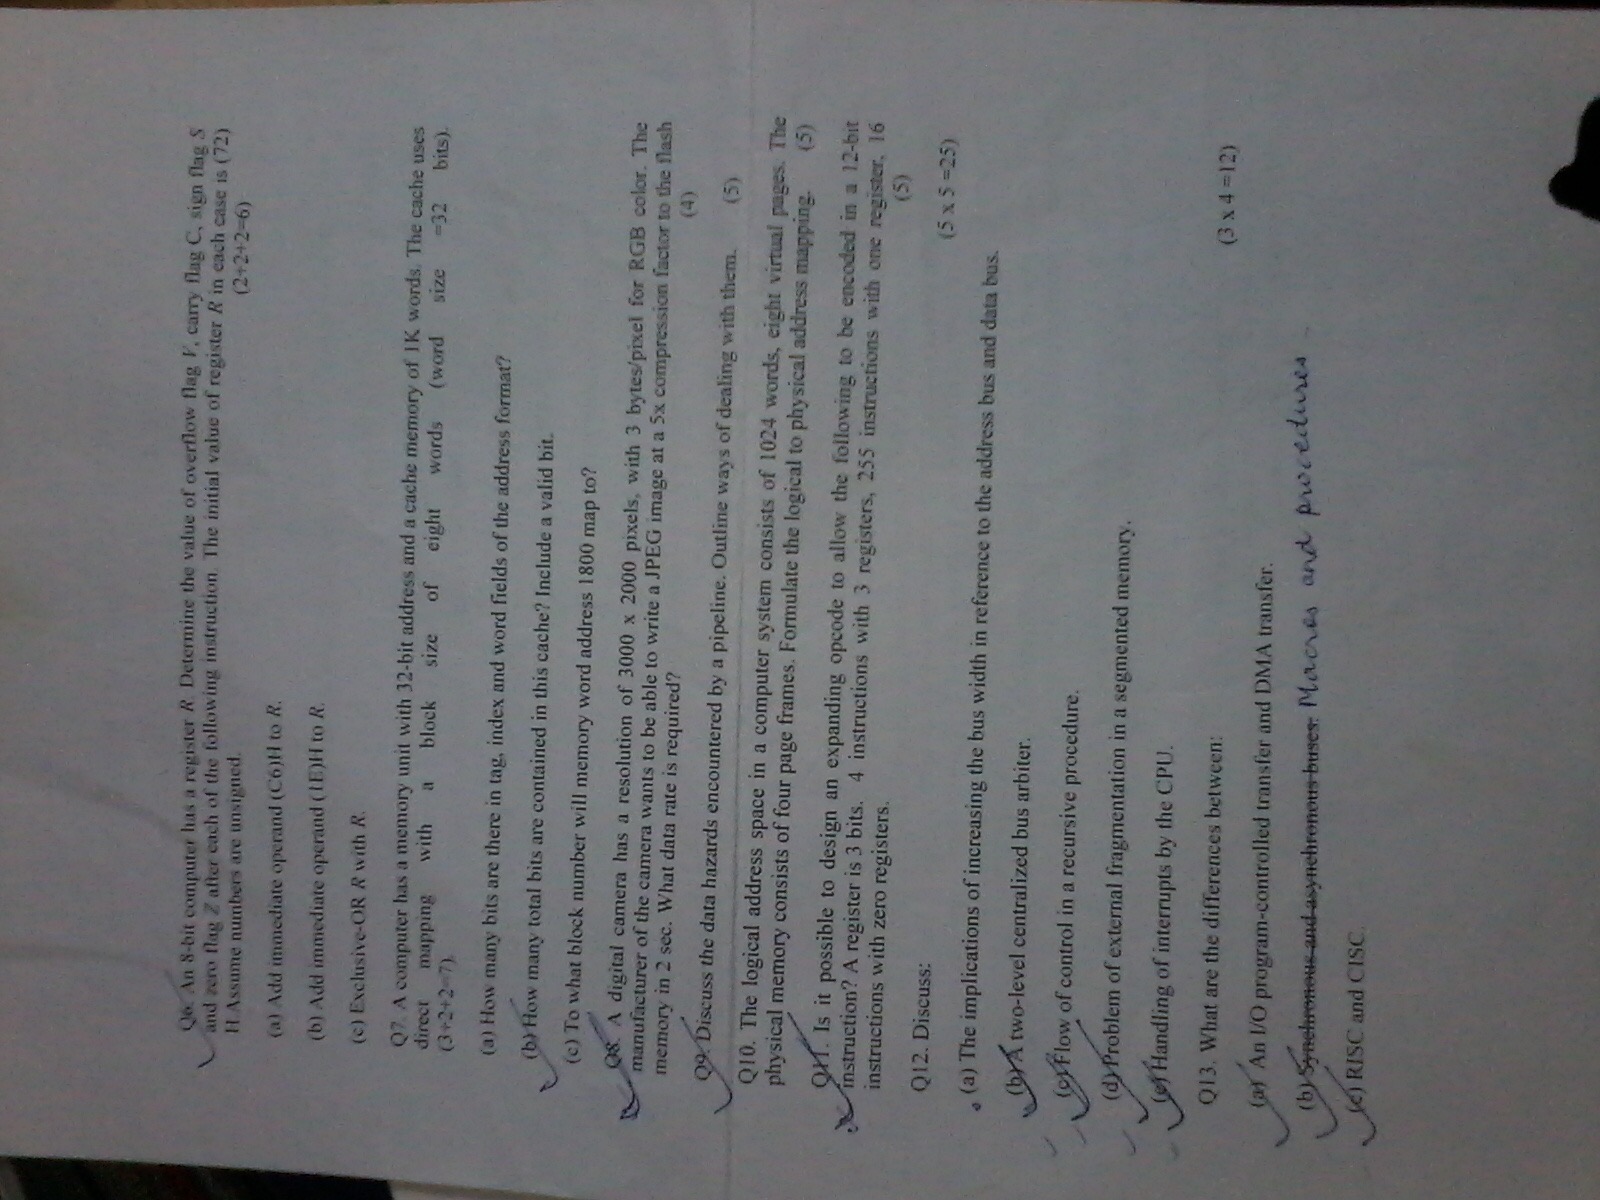 Q6. An 8-bit computer has a register R. Determine the value of overflow flag V, carry flag C, sign flag S
and zero flag Z after each of the following instruction. The initial value of register R in each case is (72)
H Assume numbers are unsigned.
(2+2+2=6)
(a) Add immediate operand (C6)H to R.
(b) Add immediate operand (1E)H to R.
(c) Exclusive-OR R with R.
Q7. A computer has a memory unit with 32-bit address and a cache memory of 1K words. The cache uses
direct mapping with a block size of eight words (word size =32 bits).
(3+2+2=7).
(a) How many bits are there in tag, index and word fields of the address format?
(b) How many total bits are contained in this cache? Include a valid bit.
(c) To what block number will memory word address 1800 map to?
Q8. A digital camera has a resolution of 3000 x 2000 pixels, with 3 bytes/pixel for RGB color. The
manufacturer of the camera wants to be able to write a JPEG image at a 5x compression factor to the flash
memory in 2 sec. What data rate is required?
(4)
Q9. Discuss the data hazards encountered by a pipeline. Outline ways of dealing with them. (5)
Q10. The logical address space in a computer system consists of 1024 words, eight virtual pages. The
physical memory consists of four page frames. Formulate the logical to physical address mapping. (5)
Q11. Is it possible to design an expanding opcode to allow the following to be encoded in a 12-bit
instruction? A register is 3 bits. 4 instructions with 3 registers, 255 instructions with one register, 16
instructions with zero registers.
(5)
Q12. Discuss:
(5 x 5 =25)
(a) The implications of increasing the bus width in reference to the address bus and data bus.
(b) A two-level centralized bus arbiter.
(c) Flow of control in a recursive procedure.
(d) Problem of external fragmentation in a segmented memory.
(e) Handling of interrupts by the CPU.
Q13. What are the differences between:
(3 x 4 =12)
(a) An I/O program-controlled transfer and DMA transfer.
(b) Synchronous and asynchronous buses. Macros and procedures
(c) RISC and CISC.